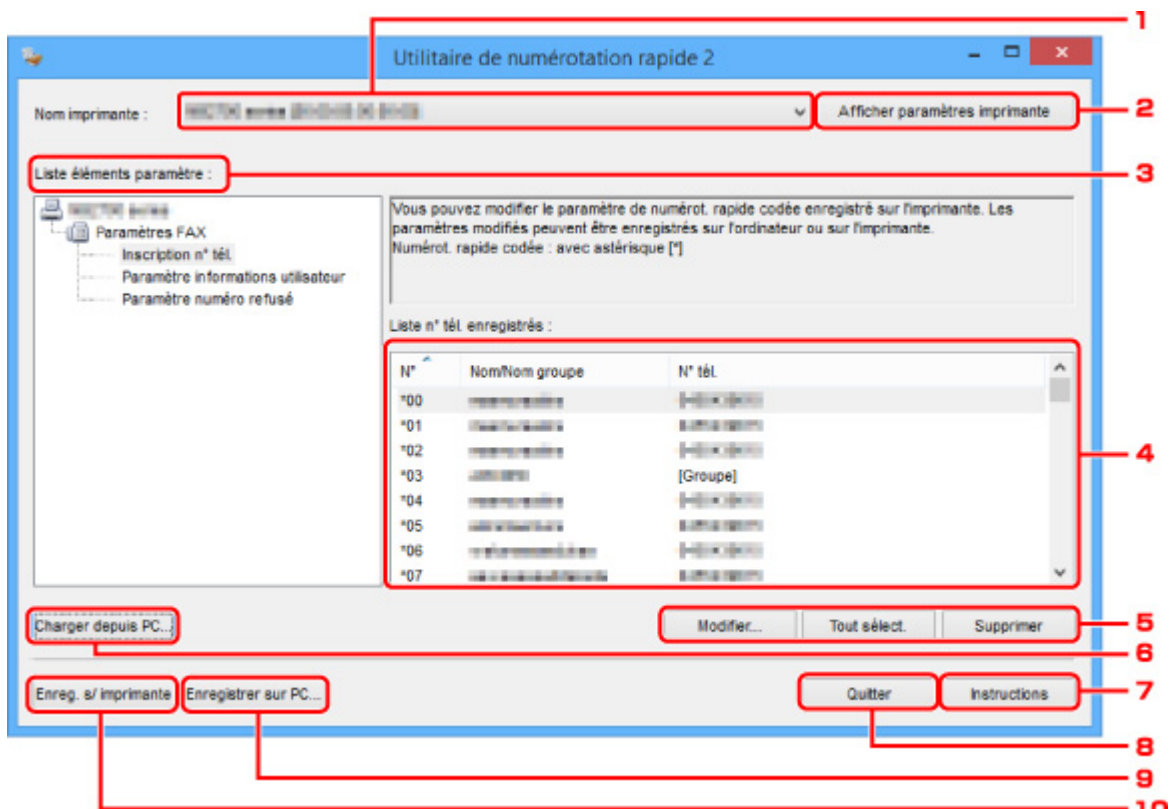 1
Utilitaire de numérotation rapide 2
Nom imprimante :
Afficher paramètres imprimante
2
Liste éléments paramètre :
3
Paramètres FAX
Inscription n° tél.
Paramètre informations utilisateur
Paramètre numéro refusé
Vous pouvez modifier le paramètre de numérot. rapide codée enregistré sur l'imprimante. Les
paramètres modifiés peuvent être enregistrés sur l'ordinateur ou sur l'imprimante.
Numérot. rapide codée : avec astérisque [*]
Liste n° tél. enregistrés :
N° Nom/Nom groupe N° tél.
*00
*01
*02
*03 [Groupe]
*04
*05
*06
*07
4
Charger depuis PC...
Modifier... Tout sélect. Supprimer
5
6
Enreg. s/ imprimante Enregistrer sur PC... Quitter Instructions
7
8
9
10